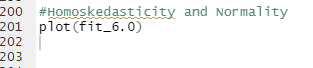 200 #Homoskedasticity and Normality
201 plot(fit_6.0)
202
203